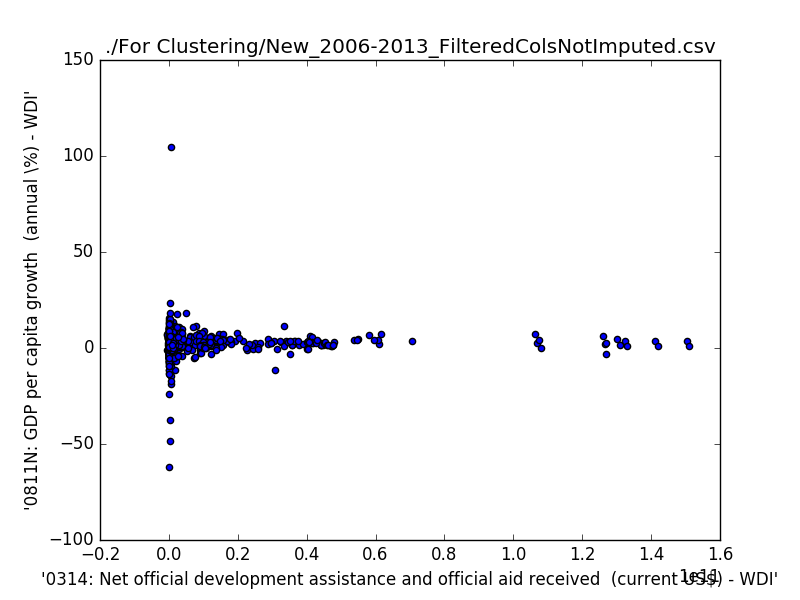 ./For Clustering/New_2006-2013_FilteredColsNotImputed.csv
150
100
50
0
−50
−100
'0811N: GDP per capita growth  (annual \%) - WDI'
−0.2 0.0 0.2 0.4 0.6 0.8 1.0 1.2 1.4 1.6
1e11
'0314: Net official development assistance and official aid received  (current US$) - WDI'